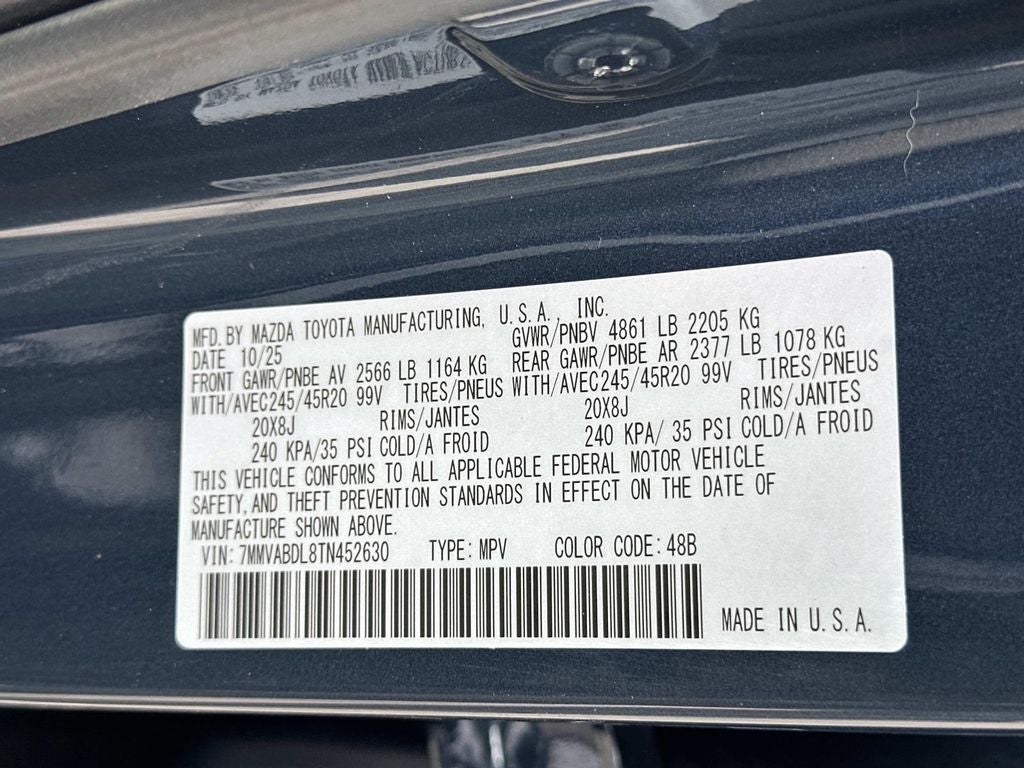 MFD. BY MAZDA TOYOTA MANUFACTURING, U.S.A., INC.
DATE 10/25 GVWR/PNBV 4861 LB 2205 KG
FRONT GAWR/PNBE AV 2566 LB 1164 KG REAR GAWR/PNBE AR 2377 LB 1078 KG
WITH/AVEC245/45R20 99V TIRES/PNEUS WITH/AVEC245/45R20 99V TIRES/PNEUS
20X8J RIMS/JANTES 20X8J RIMS/JANTES
240 KPA/35 PSI COLD/A FROID 240 KPA/ 35 PSI COLD/A FROID
THIS VEHICLE CONFORMS TO ALL APPLICABLE FEDERAL MOTOR VEHICLE
SAFETY, AND THEFT PREVENTION STANDARDS IN EFFECT ON THE DATE OF
MANUFACTURE SHOWN ABOVE.
VIN: 7MMVABDL8TN452630 TYPE: MPV COLOR CODE: 48B
MADE IN U.S.A.